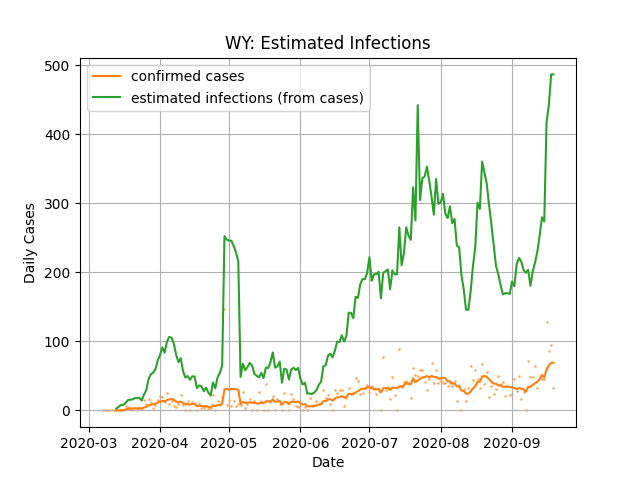 WY: Estimated Infections
confirmed cases
estimated infections (from cases)
Daily Cases
500
400
300
200
100
0
2020-03 2020-04 2020-05 2020-06 2020-07 2020-08 2020-09
Date